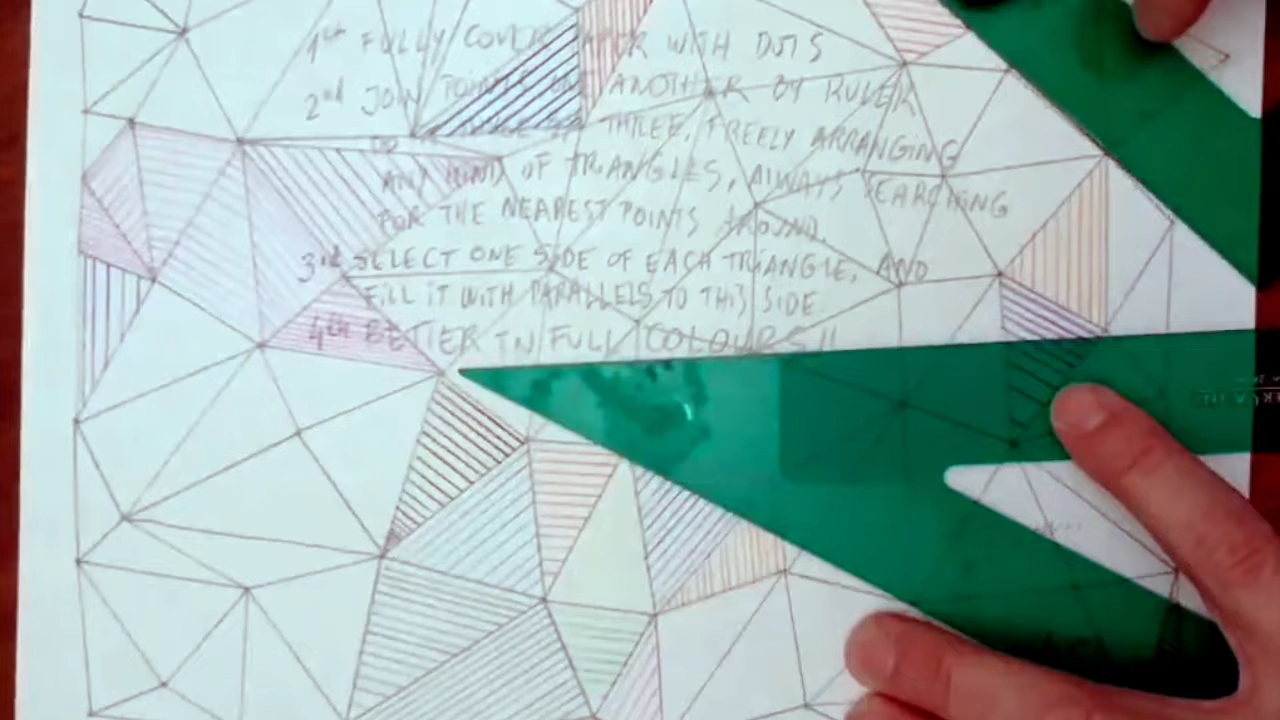 1st FULLY COVER PAPER WITH DOTS
2nd JOIN POINTS ONE ANOTHER BY RULER
THREE, FREELY ARRANGING
ANY KIND OF TRIANGLES, ALWAYS SEARCHING
FOR THE NEAREST POINTS AROUND.
3rd SELECT ONE SIDE OF EACH TRIANGLE, AND
FILL IT WITH PARALLELS TO THIS SIDE
4th BETTER IN FULL COLOURS!!